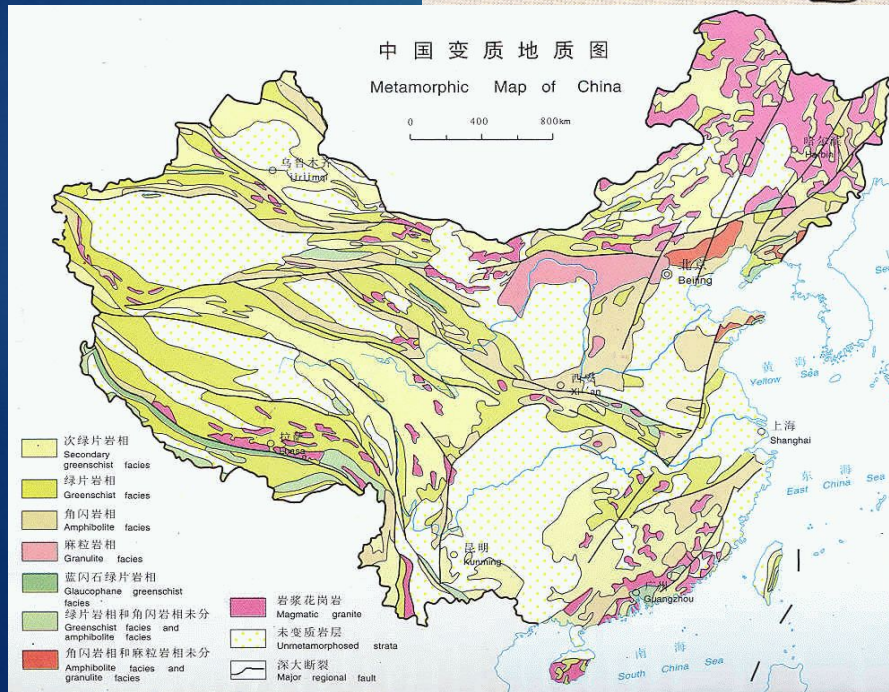 中国变质地质图
Metamorphic Map of China
0 400 800km
乌鲁木齐
Urumqi
哈尔滨
Harbin
北京
Beijing
西安
Xi'an
黄海
Yellow Sea
上海
Shanghai
东海
East China Sea
拉萨
Lhasa
昆明
Kunming
广州
Guangzhou
南海
South China Sea
次绿片岩相
Secondary
greenschist facies
绿片岩相
Greenschist facies
角闪岩相
Amphibolite facies
麻粒岩相
Granulite facies
蓝闪石绿片岩相
Glaucophane greenschist
facies
绿片岩相和角闪岩相未分
Greenschist facies and
amphibolite facies
角闪岩相和麻粒岩相未分
Amphibolite facies and
granulite facies
岩浆花岗岩
Magmatic granite
未变质岩层
Unmetamorphosed strata
深大断裂
Major regional fault